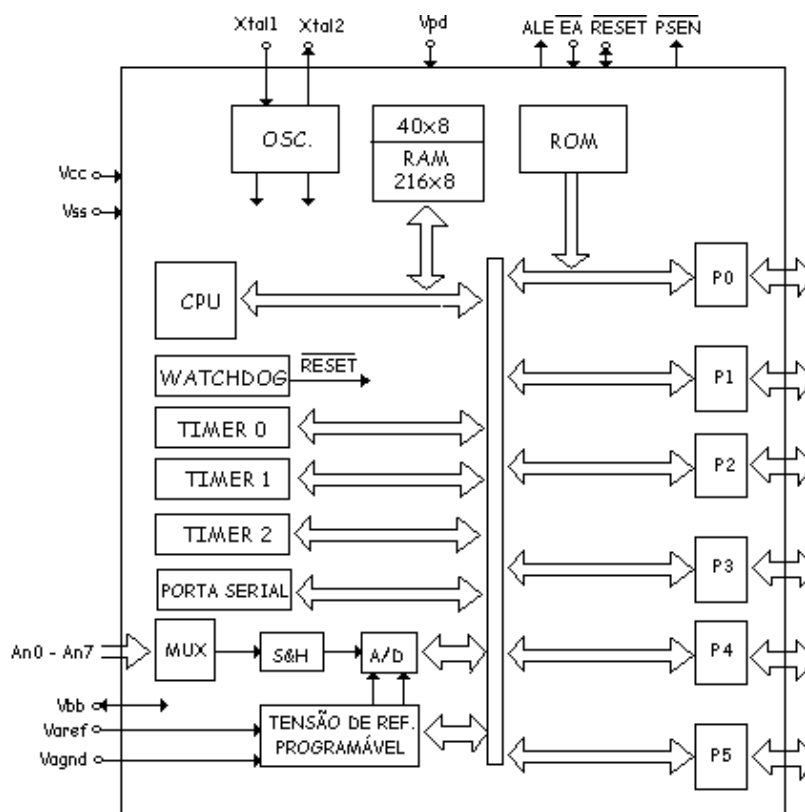 Xtal1 Xtal2 Vpd ALE EA RESET PSEN
OSC.
40x8
RAM
216x8
ROM
Vcc
Vss
CPU
P0
WATCHDOG RESET
P1
TIMER 0
TIMER 1
P2
TIMER 2
P3
PORTA SERIAL
An0 - An7
MUX
S&H
A/D
P4
Vbb
Varef
Vagnd
TENSÃO DE REF.
PROGRAMÁVEL
P5